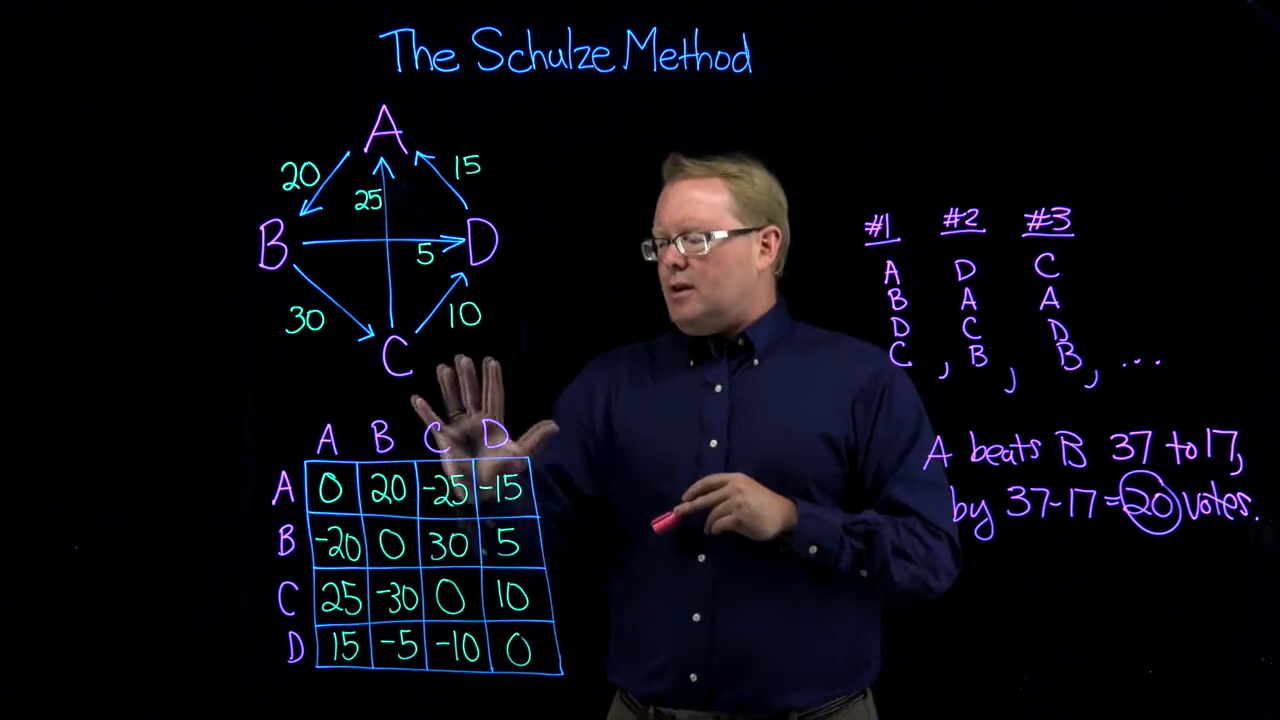 The Schulze Method
A
20
15
25
B
5
D
30
10
C
A B C D
A 0 20 -25 -15
B -20 0 30 5
C 25 -30 0 10
D 15 -5 -10 0
#1 #2 #3
A D C
B A A
D C D
C , B , B , ...
A beats B 37 to 17,
by 37-17=20 votes.